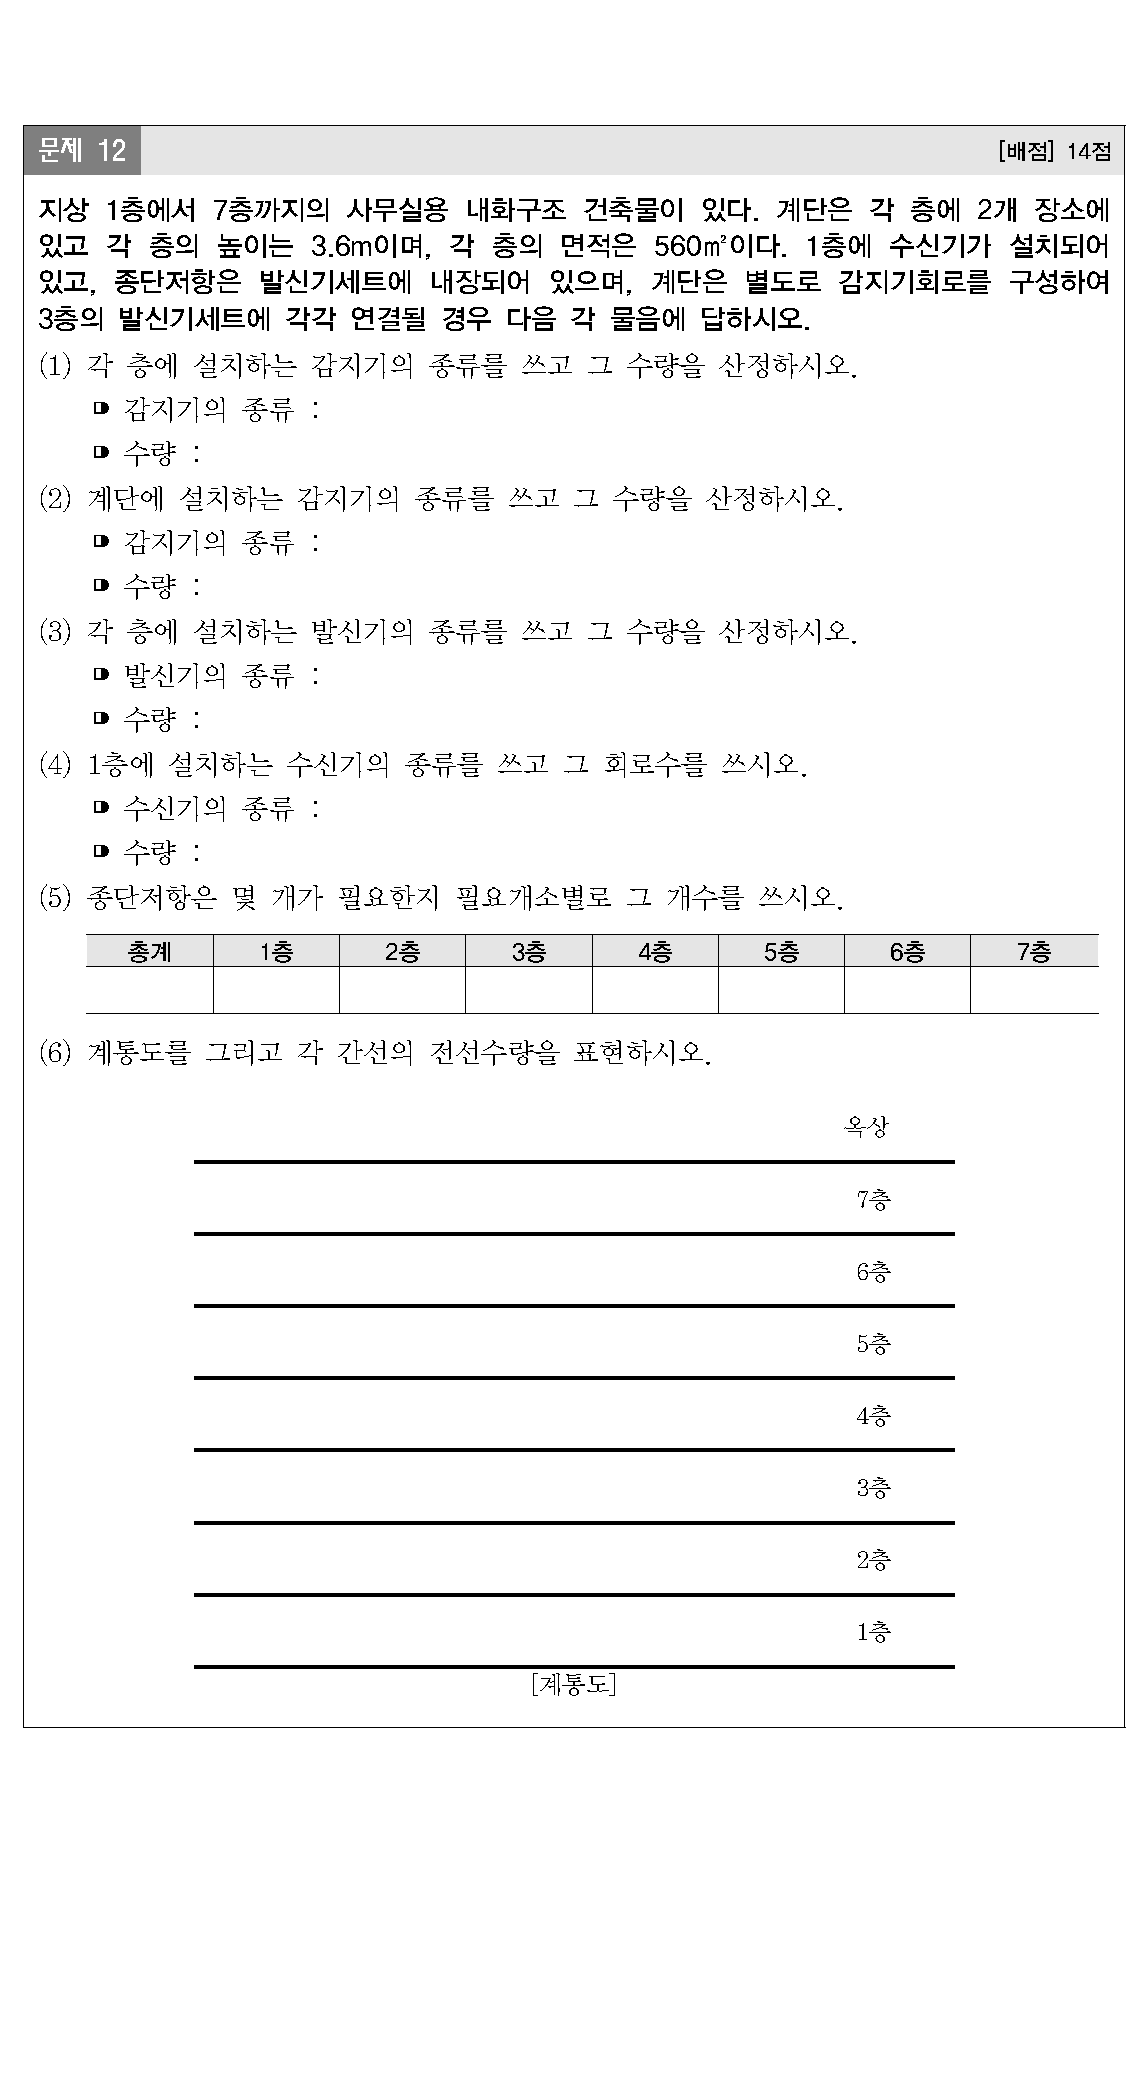 문제 12
[배점] 14점
지상 1층에서 7층까지의 사무실용 내화구조 건축물이 있다. 계단은 각 층에 2개 장소에
있고 각 층의 높이는 3.6m이며, 각 층의 면적은 560㎡이다. 1층에 수신기가 설치되어
있고, 종단저항은 발신기세트에 내장되어 있으며, 계단은 별도로 감지기회로를 구성하여
3층의 발신기세트에 각각 연결될 경우 다음 각 물음에 답하시오.
(1) 각 층에 설치하는 감지기의 종류를 쓰고 그 수량을 산정하시오.
감지기의 종류 :
수량 :
(2) 계단에 설치하는 감지기의 종류를 쓰고 그 수량을 산정하시오.
감지기의 종류 :
수량 :
(3) 각 층에 설치하는 발신기의 종류를 쓰고 그 수량을 산정하시오.
발신기의 종류 :
수량 :
(4) 1층에 설치하는 수신기의 종류를 쓰고 그 회로수를 쓰시오.
수신기의 종류 :
수량 :
(5) 종단저항은 몇 개가 필요한지 필요개소별로 그 개수를 쓰시오.
총계 1층 2층 3층 4층 5층 6층 7층
(6) 계통도를 그리고 각 간선의 전선수량을 표현하시오.
옥상
7층
6층
5층
4층
3층
2층
1층
[계통도]